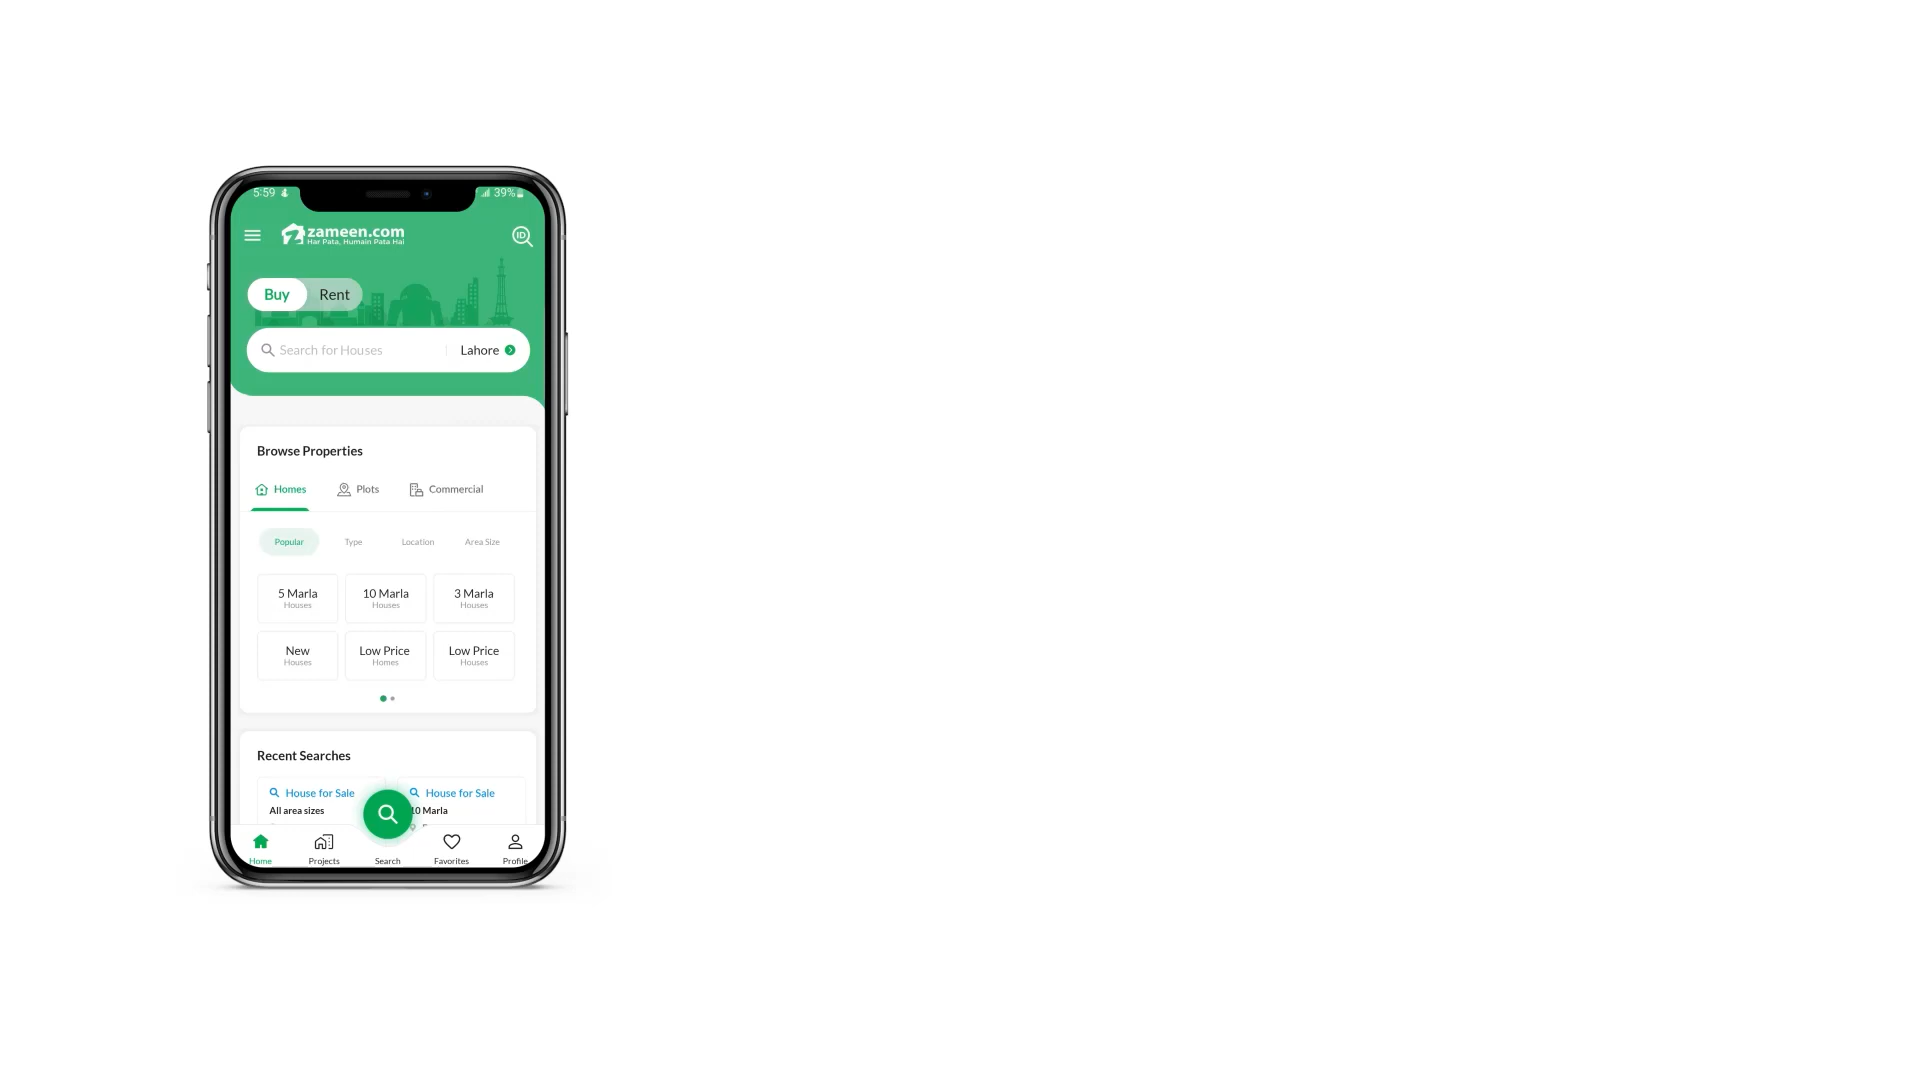 5:59
39%
zameen.com
Har Pata, Humain Pata Hai
ID
Buy Rent
Search for Houses Lahore
Browse Properties
Homes Plots Commercial
Popular Type Location Area Size
5 Marla 10 Marla 3 Marla
Houses Houses Houses
New Low Price Low Price
Houses Homes Houses
Recent Searches
House for Sale House for Sale
All area sizes 10 Marla
Home Projects Search Favorites Profile